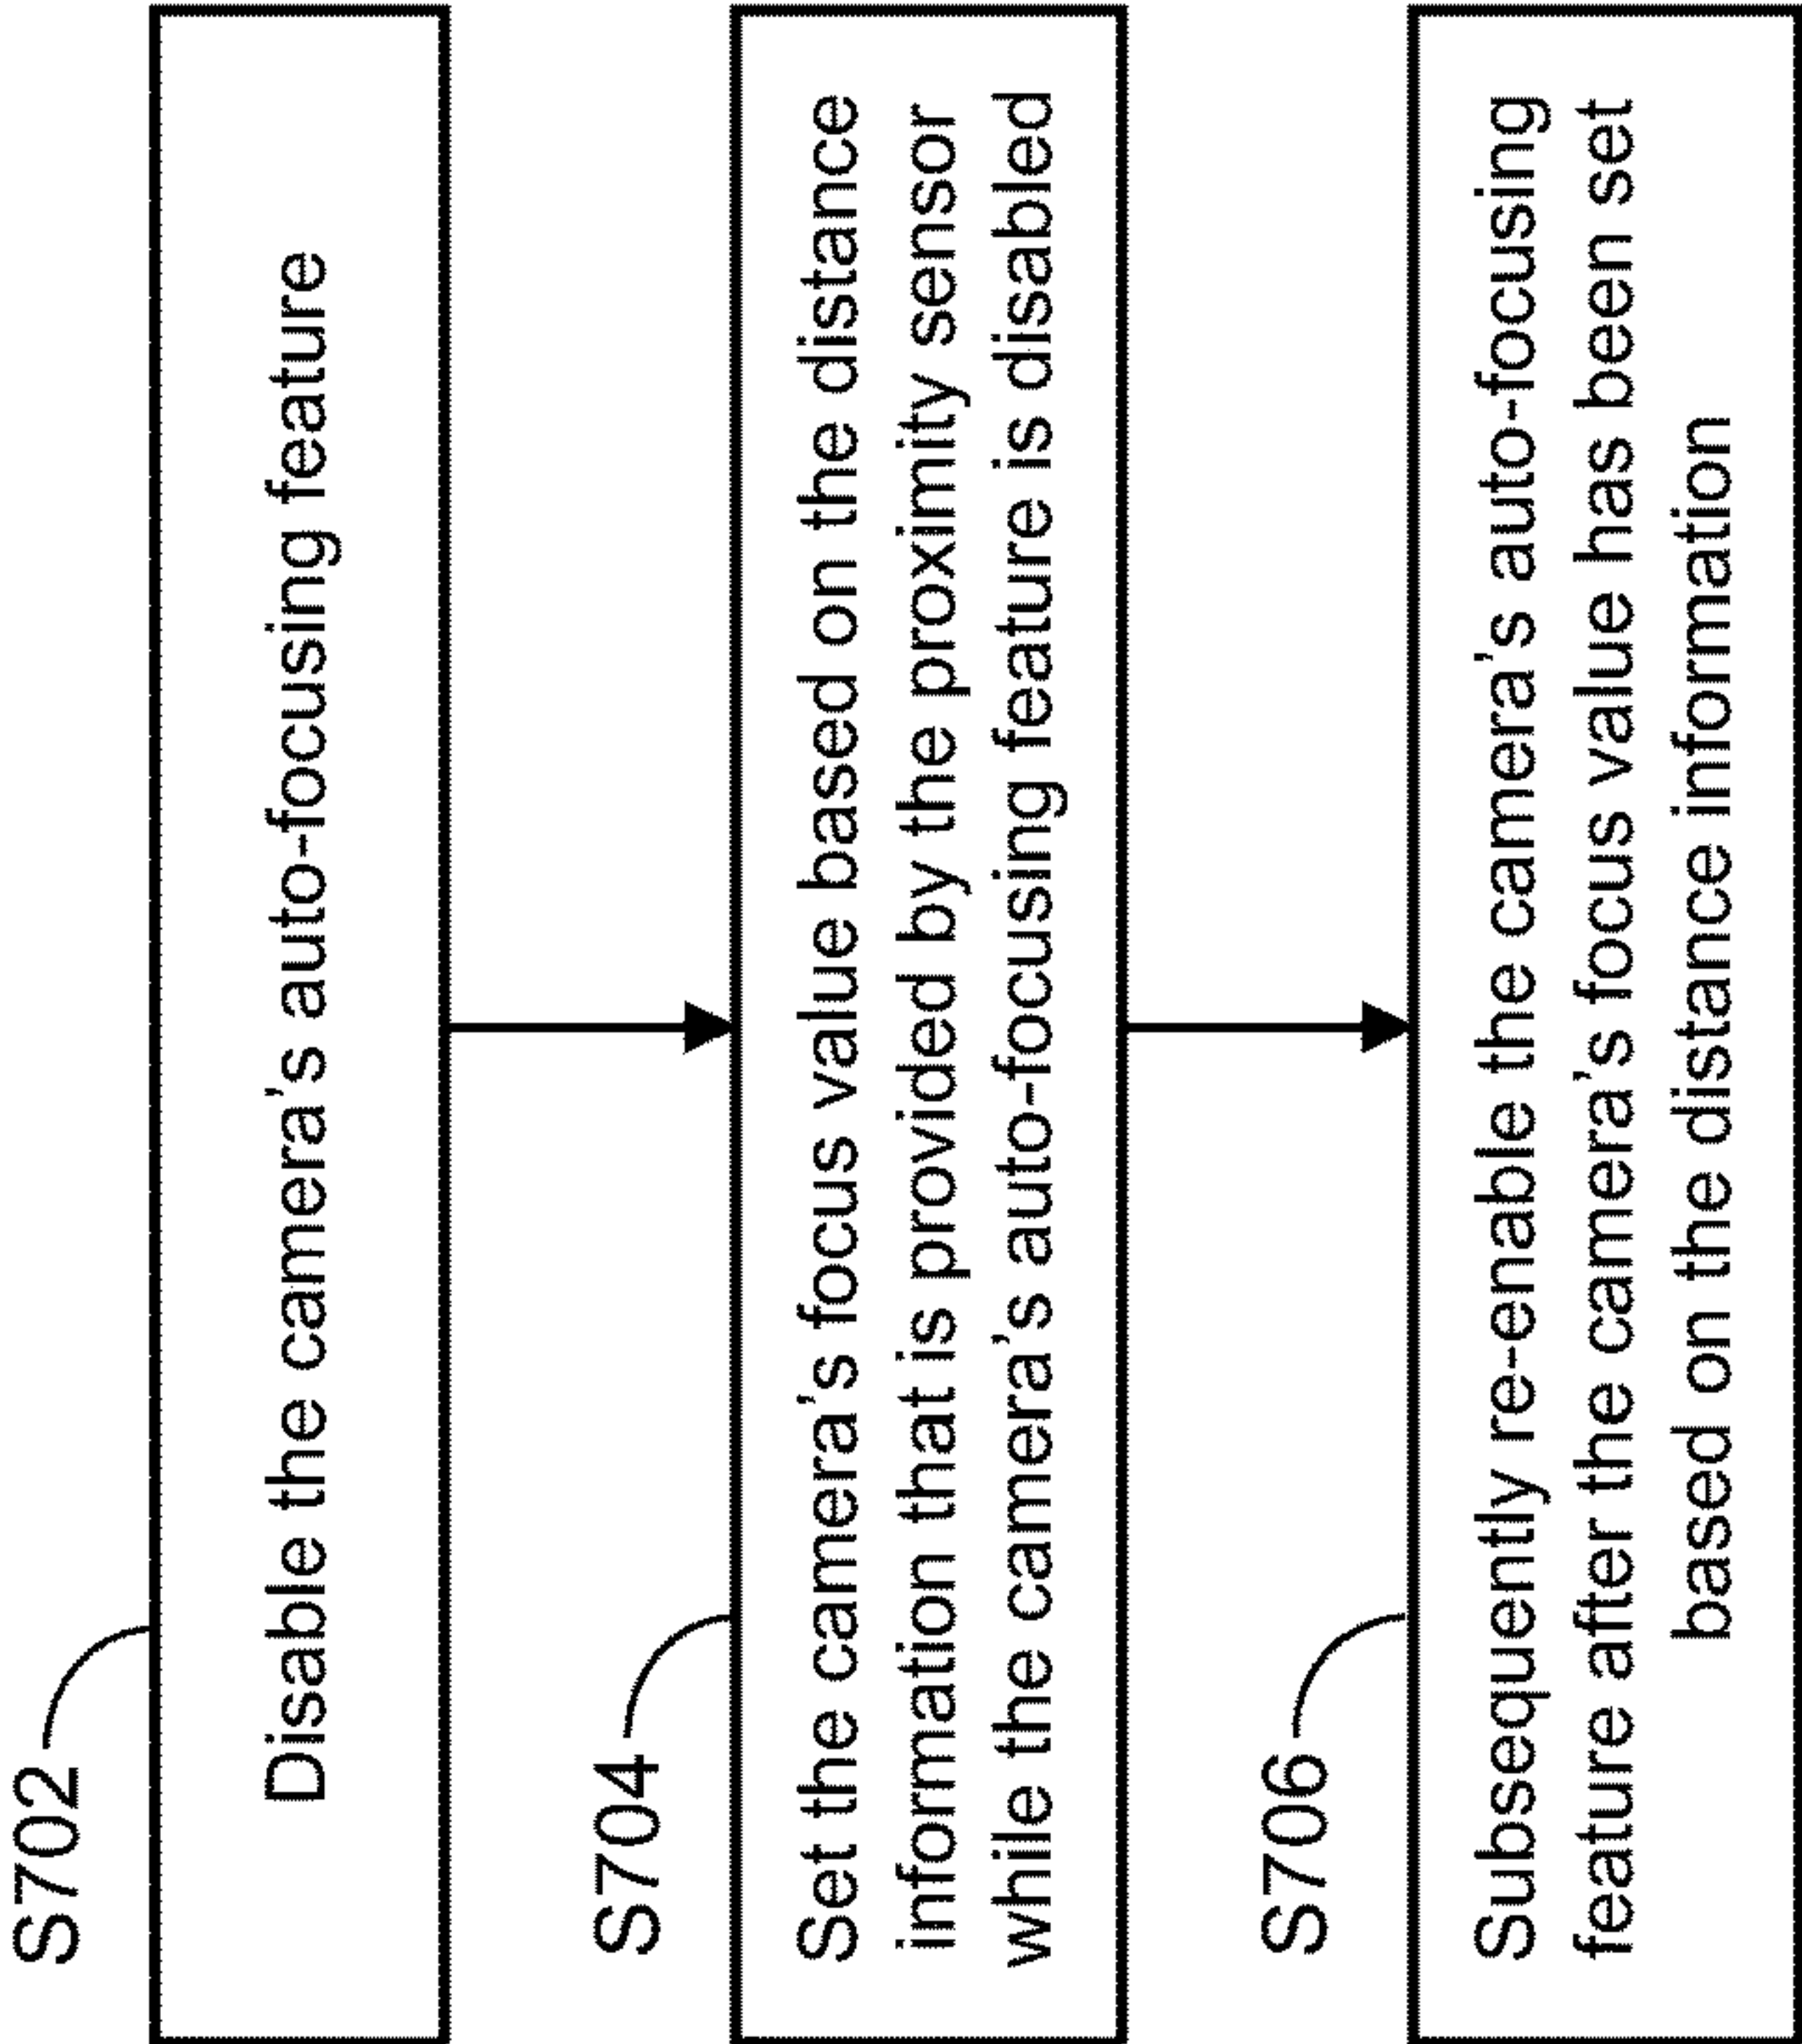 S702
Disable the camera's auto-focusing feature
S704
Set the camera's focus value based on the distance
information that is provided by the proximity sensor
while the camera's auto-focusing feature is disabled
S706
Subsequently re-enable the camera's auto-focusing
feature after the camera's focus value has been set
based on the distance information